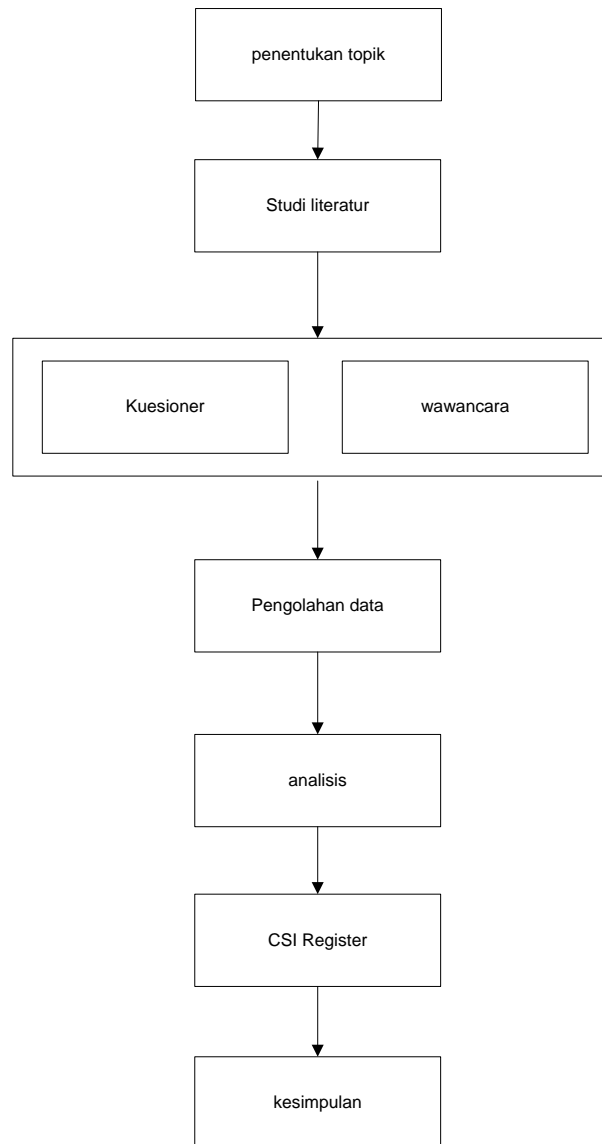 penentukan topik
Studi literatur
Kuesioner
wawancara
Pengolahan data
analisis
CSI Register
kesimpulan